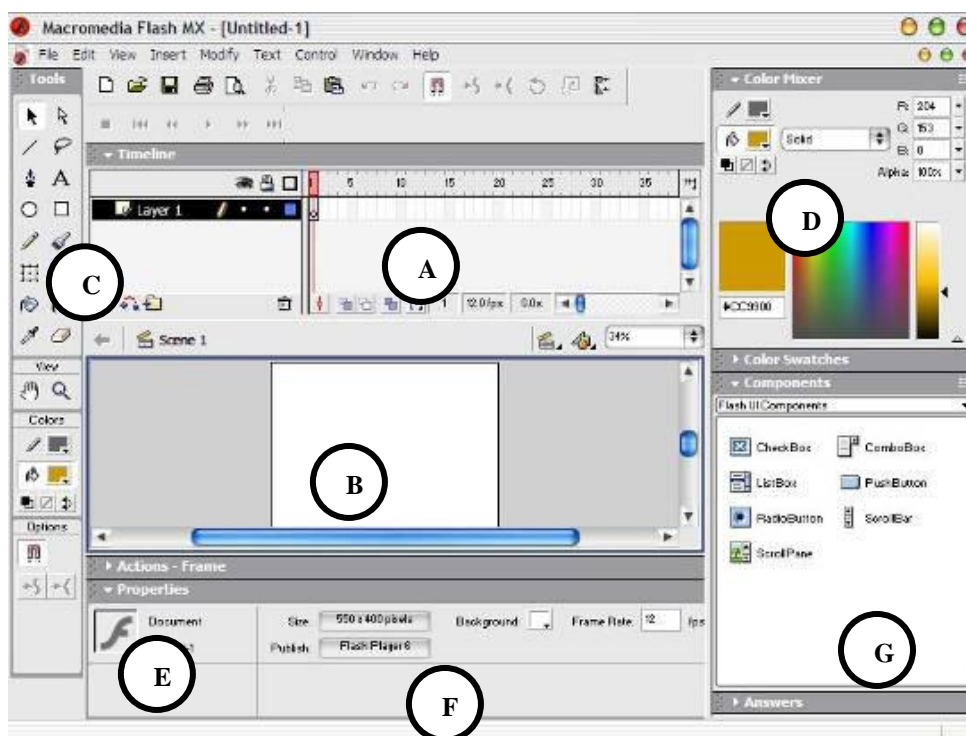 Macromedia Flash MX - [Untitled-1]
File Edit View Insert Modify Text Control Window Help
Tools
Timeline
5 10 15 20 25 30 35
Layer 1
A
C
1 12.0 fps 0.0s
Scene 1
34%
View
Colors
Options
B
Actions - Frame
Properties
Document
Size: 550 x 400 pixels Background: Frame Rate: 12 fps
Publish: Flash Player 6
E
F
Color Mixer
R: 204
Solid
G: 153
B: 0
Alpha: 100%
D
#CC9900
Color Swatches
Components
Flash UI Components
CheckBox ComboBox
ListBox PushButton
RadioButton ScrollBar
ScrollPane
G
Answers